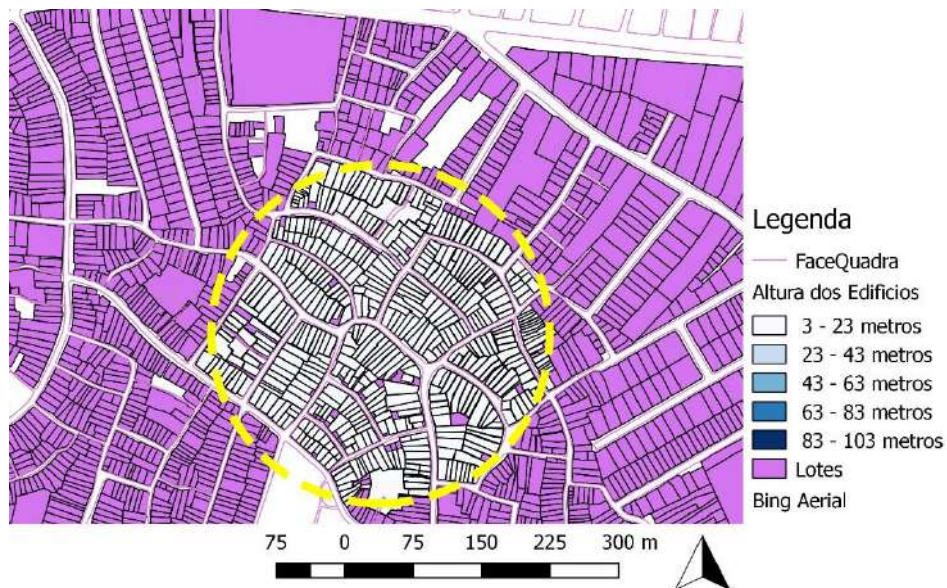 Legenda
FaceQuadra
Altura dos Edificios
3 - 23 metros
23 - 43 metros
43 - 63 metros
63 - 83 metros
83 - 103 metros
Lotes
Bing Aerial
75 0 75 150 225 300 m